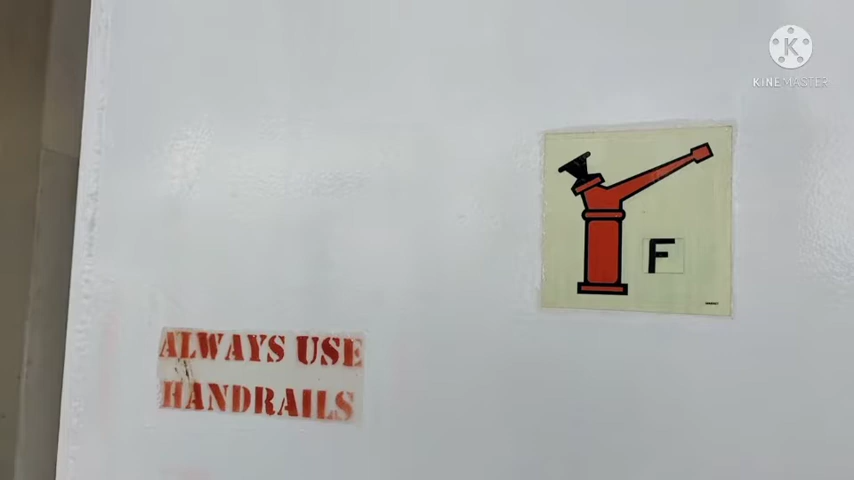 K
KINEMASTER
F
ALWAYS USE
HANDRAILS